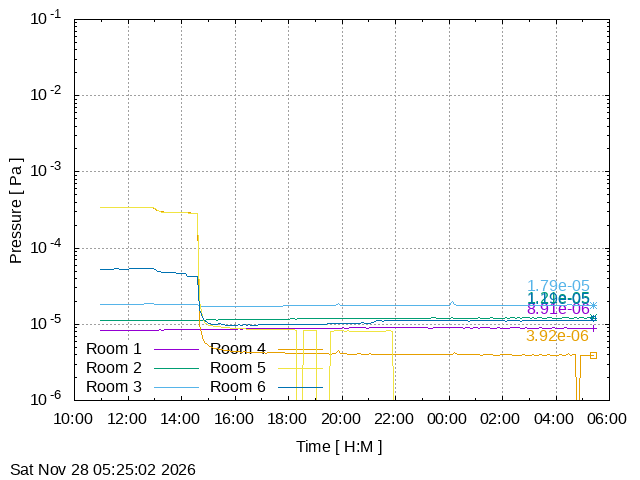 10^-1
10^-2
10^-3
10^-4
10^-5
10^-6
Pressure [ Pa ]
1.79e-05
1.19e-05
8.91e-06
3.92e-06
Room 1 Room 4
Room 2 Room 5
Room 3 Room 6
10:00 12:00 14:00 16:00 18:00 20:00 22:00 00:00 02:00 04:00 06:00
Time [ H:M ]
Sat Nov 28 05:25:02 2026